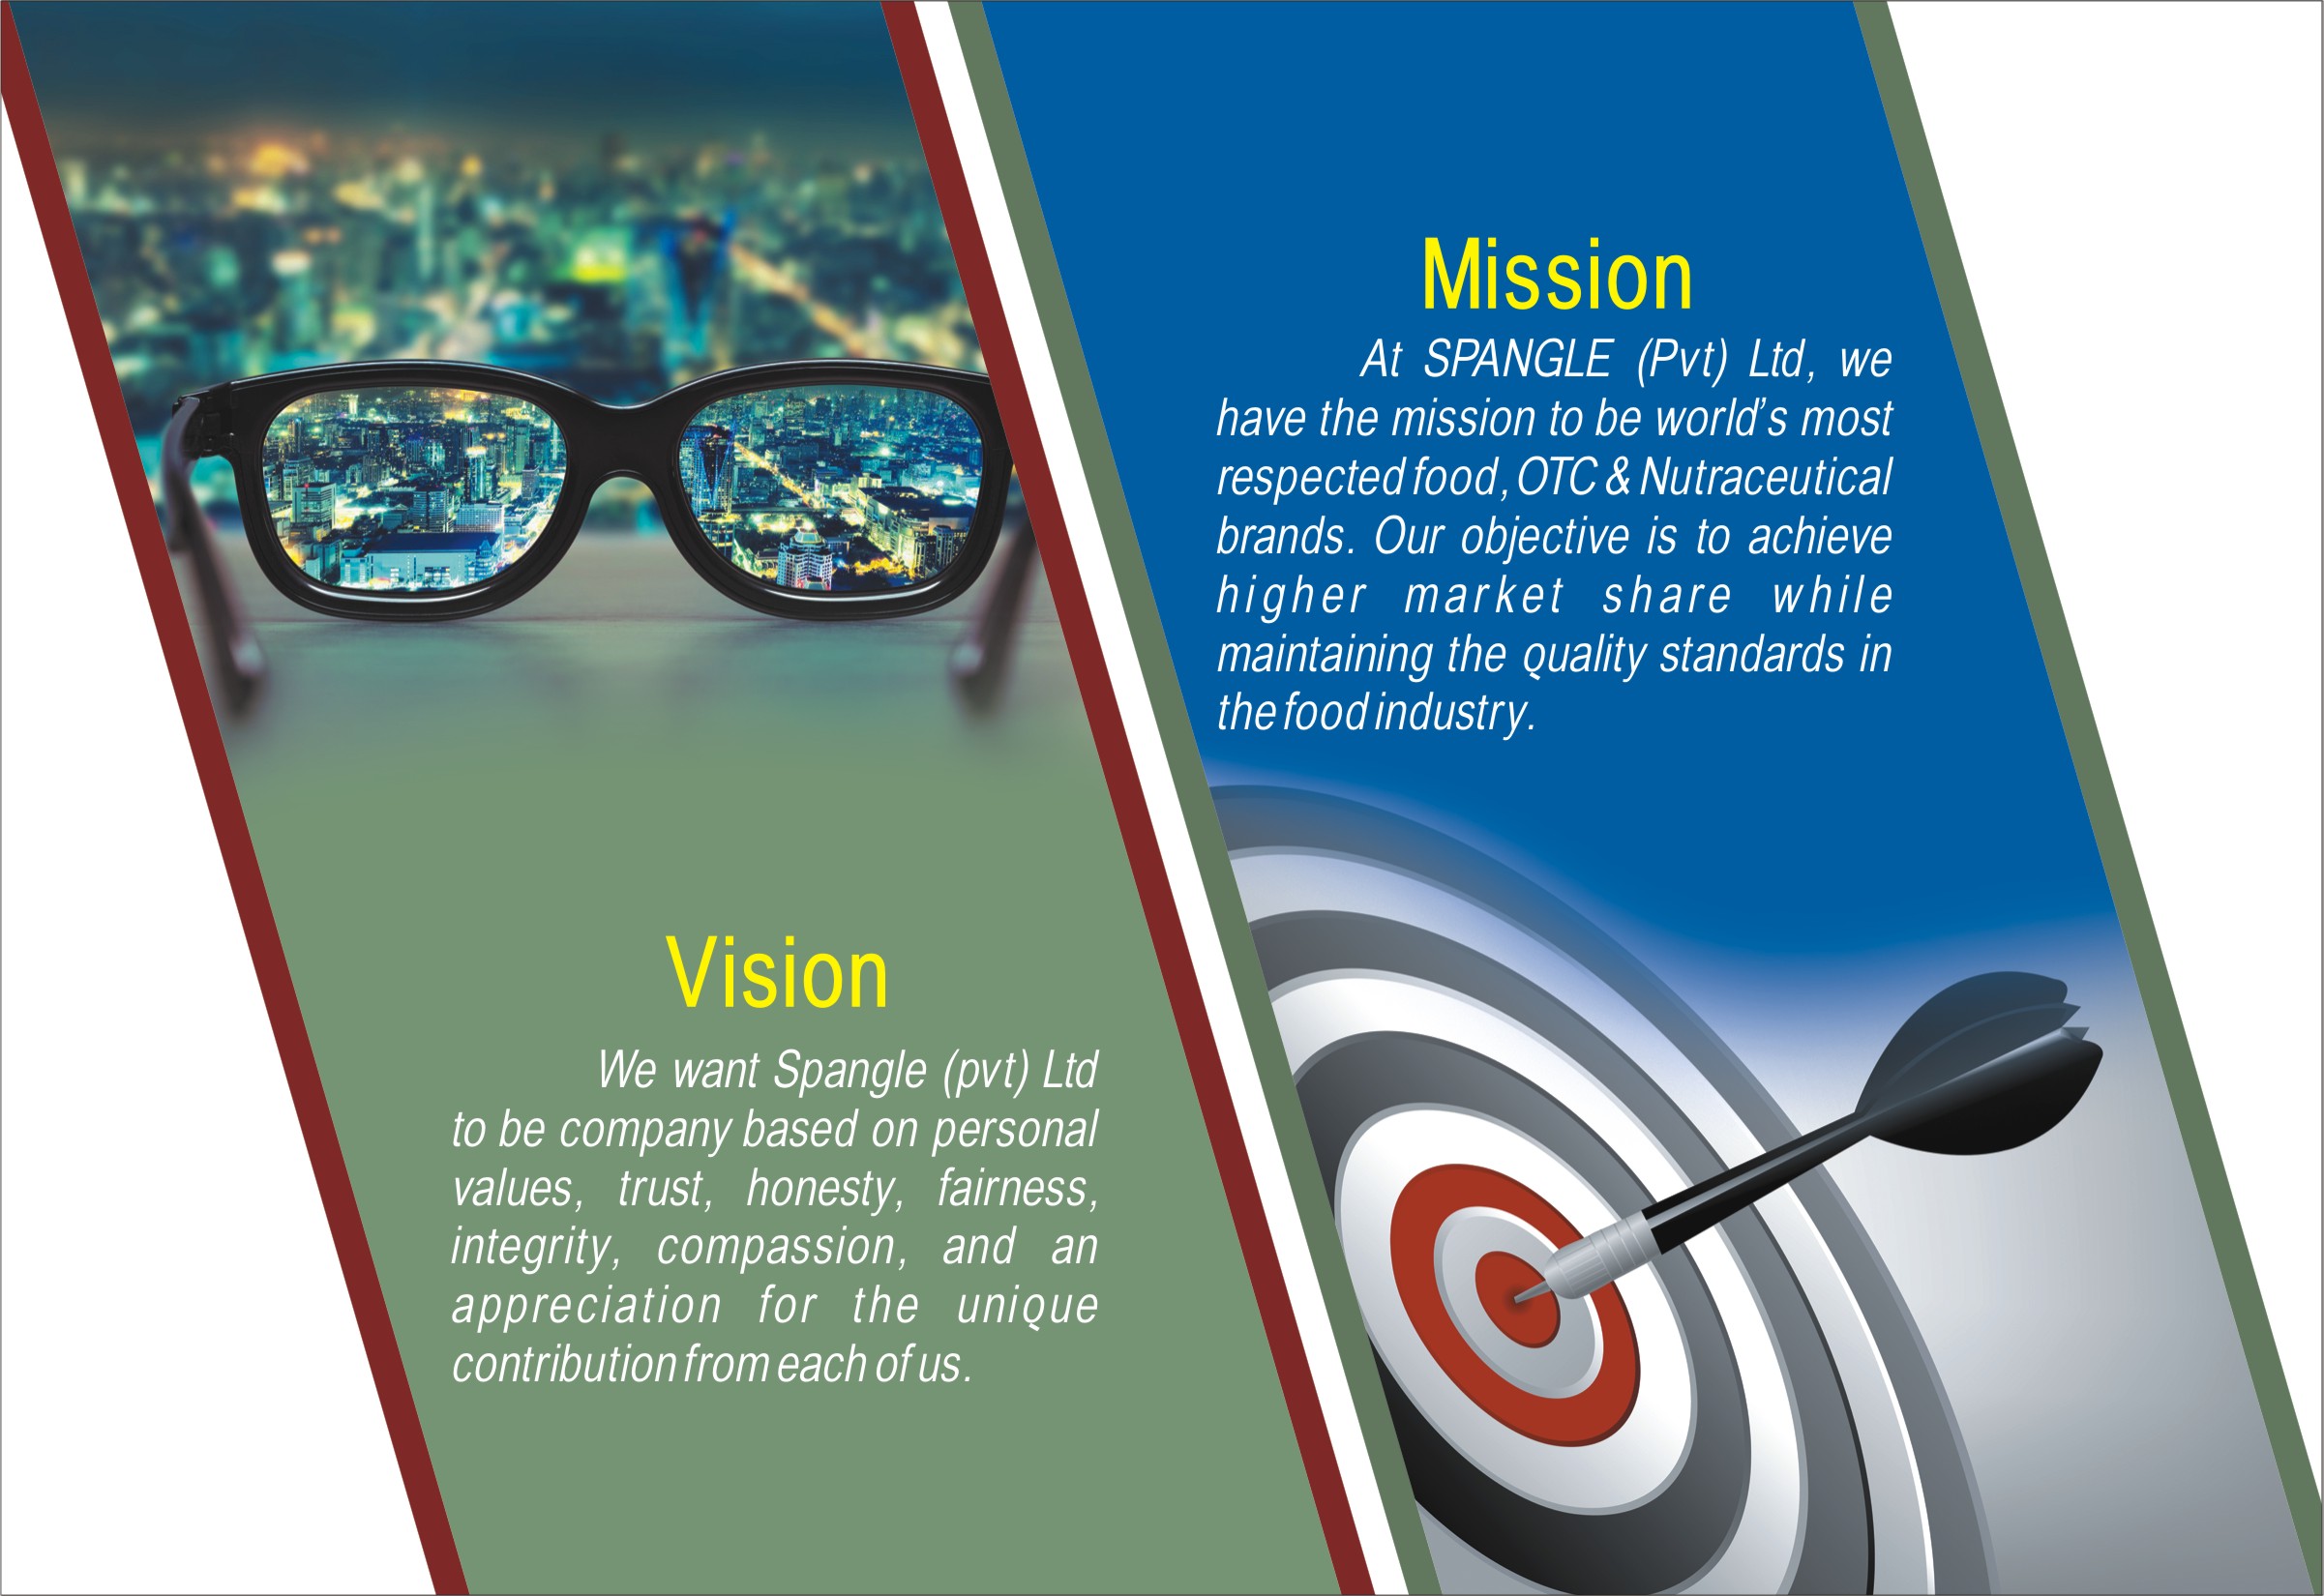 Vision
We want Spangle (pvt) Ltd
to be company based on personal
values, trust, honesty, fairness,
integrity, compassion, and an
appreciation for the unique
contribution from each of us.
Mission
At SPANGLE (Pvt) Ltd, we
have the mission to be world's most
respected food, OTC & Nutraceutical
brands. Our objective is to achieve
higher market share while
maintaining the quality standards in
the food industry.